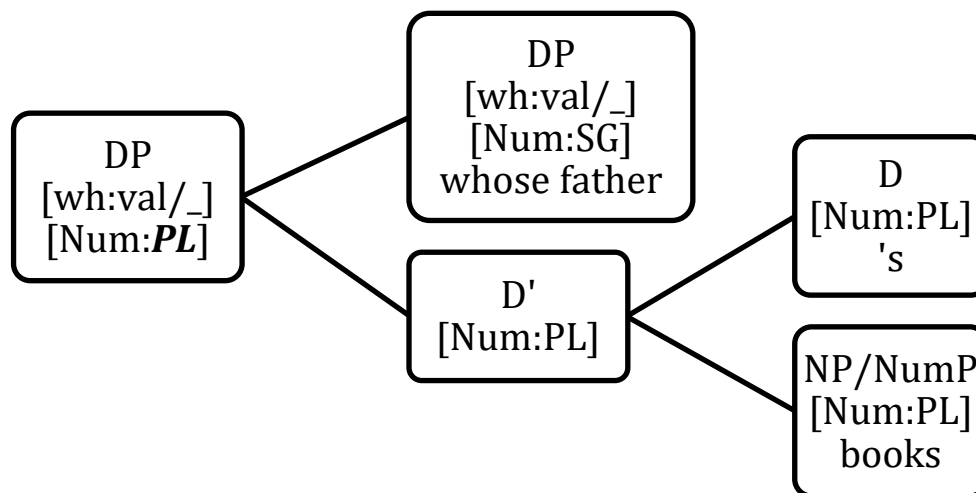 DP
[wh:val/_]
[Num:PL]
DP
[wh:val/_]
[Num:SG]
whose father
D'
[Num:PL]
D
[Num:PL]
's
NP/NumP
[Num:PL]
books